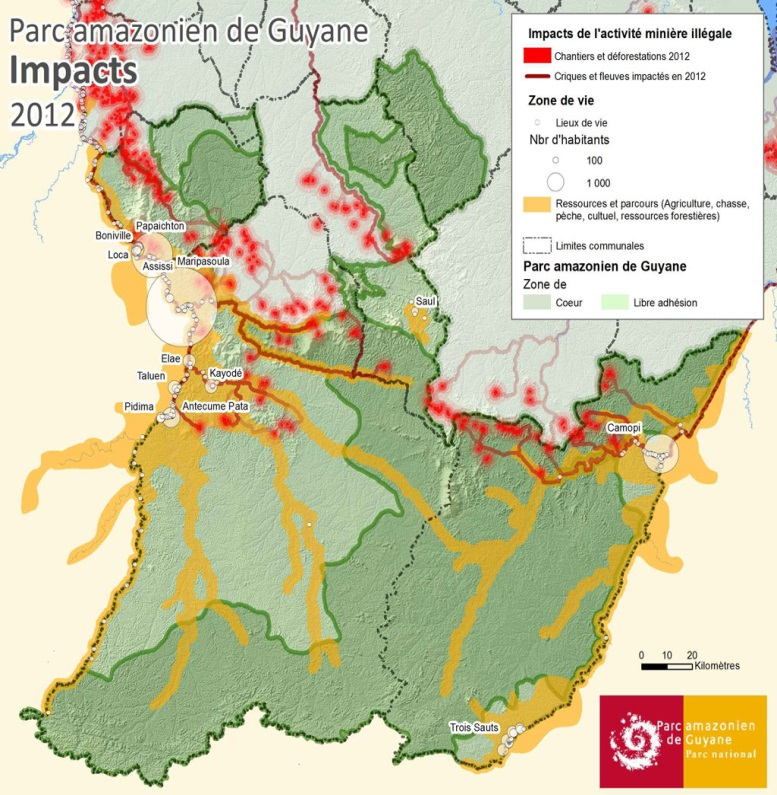 Parc amazonien de Guyane
Impacts
2012
Impacts de l'activité minière illégale
Chantiers et déforestations 2012
Criques et fleuves impactés en 2012
Zone de vie
Lieux de vie
Nbr d'habitants
100
1 000
Ressources et parcours (Agriculture, chasse,
pèche, cultuel, ressources forestières)
Limites communales
Parc amazonien de Guyane
Zone de
Coeur
Libre adhésion
Papaichton
Boniville
Loca
Assissi
Maripasoula
Saul
Elae
Taluen
Kayodé
Pidima
Antecume Pata
Camopi
Trois Sauts
0 10 20
Kilomètres
Parc amazonien
de Guyane
Parc national